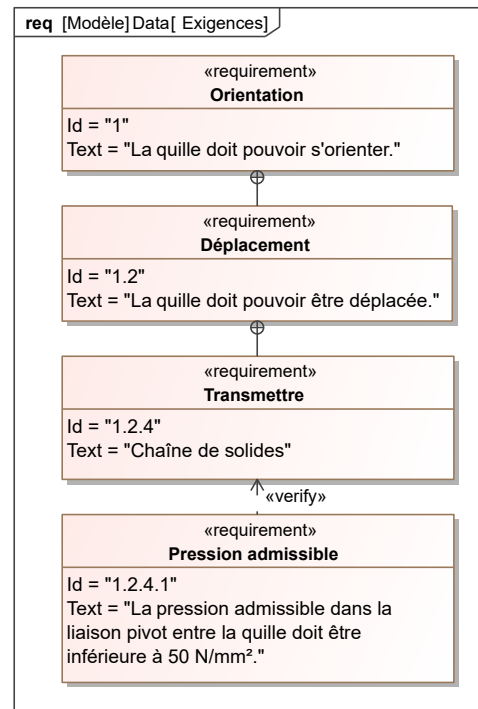 req [Modèle] Data[ Exigences]
«requirement»
Orientation
Id = "1"
Text = "La quille doit pouvoir s'orienter."
«requirement»
Déplacement
Id = "1.2"
Text = "La quille doit pouvoir être déplacée."
«requirement»
Transmettre
Id = "1.2.4"
Text = "Chaîne de solides"
«verify»
«requirement»
Pression admissible
Id = "1.2.4.1"
Text = "La pression admissible dans la
liaison pivot entre la quille doit être
inférieure à 50 N/mm²."